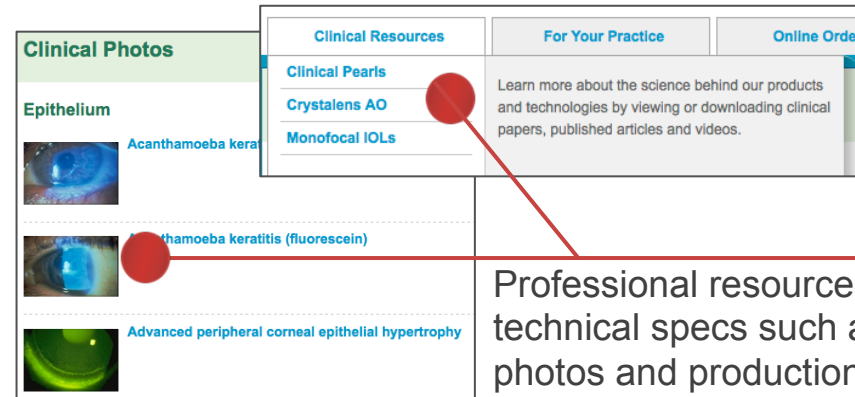 Clinical Photos
Epithelium
Acanthamoeba kerat
thamoeba keratitis (fluorescein)
Advanced peripheral corneal epithelial hypertrophy
Clinical Resources
For Your Practice
Online Orde
Clinical Pearls
Crystalens AO
Monofocal IOLs
Learn more about the science behind our products
and technologies by viewing or downloading clinical
papers, published articles and videos.
Professional resource
technical specs such a
photos and production